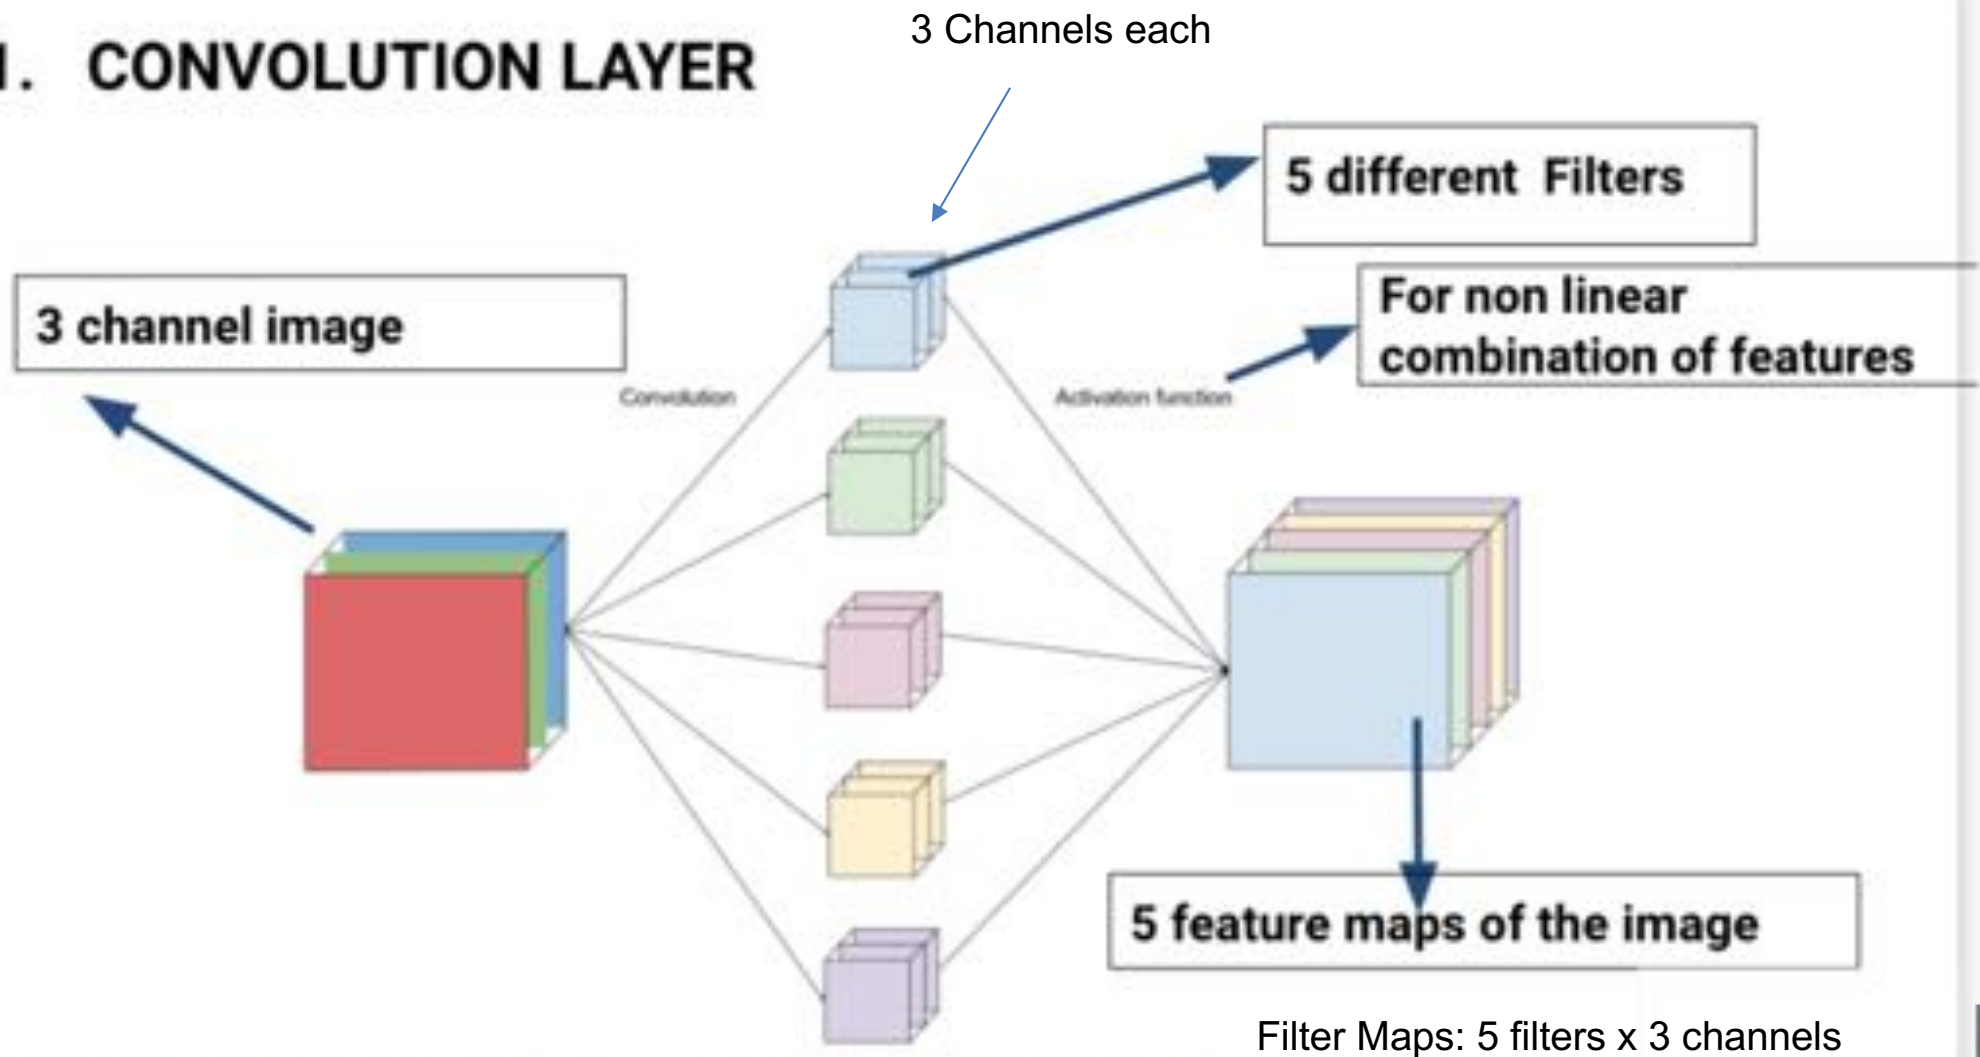 3 Channels each
1. CONVOLUTION LAYER
5 different Filters
For non linear
combination of features
3 channel image
Convolution
Activation function
5 feature maps of the image
Filter Maps: 5 filters x 3 channels